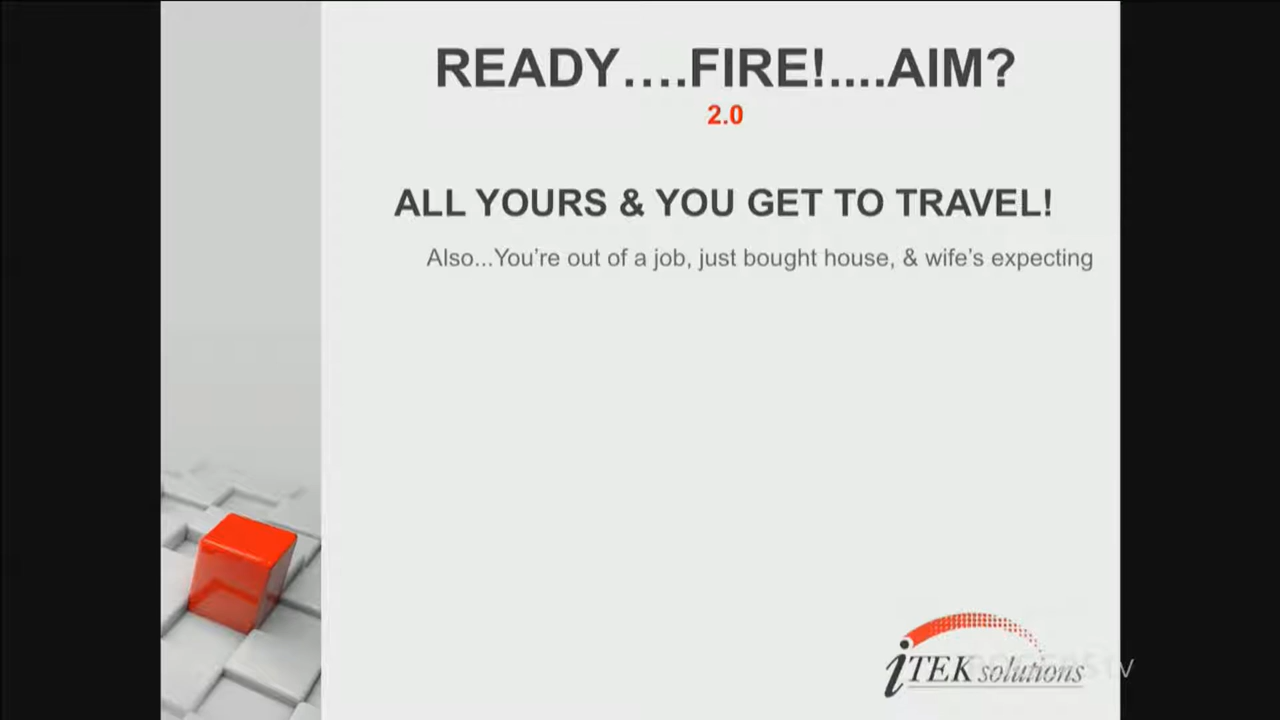 READY....FIRE!....AIM?
2.0
ALL YOURS & YOU GET TO TRAVEL!
Also...You're out of a job, just bought house, & wife's expecting
iTEK solutions